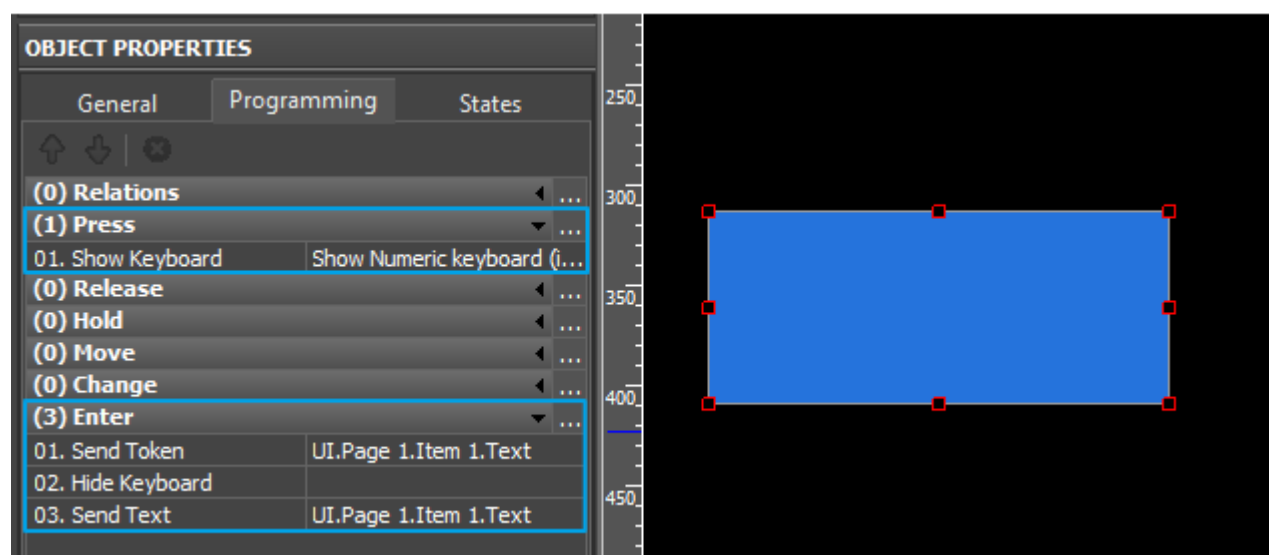 OBJECT PROPERTIES
General Programming States
(0) Relations ...
(1) Press ...
01. Show Keyboard Show Numeric keyboard (i...
(0) Release ...
(0) Hold ...
(0) Move ...
(0) Change ...
(3) Enter ...
01. Send Token UI.Page 1.Item 1.Text
02. Hide Keyboard
03. Send Text UI.Page 1.Item 1.Text
250
300
350
400
450